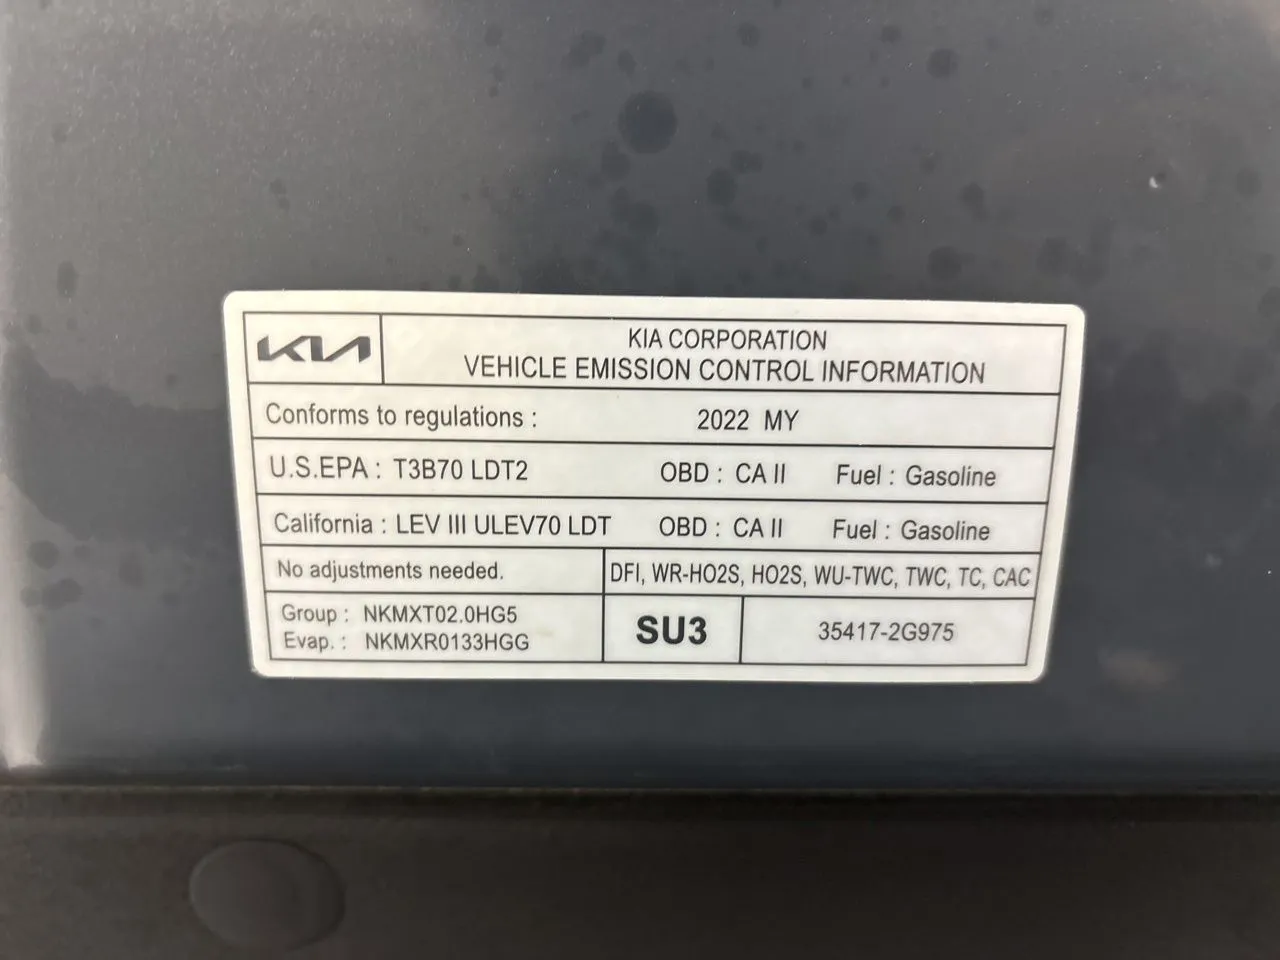 KIA
KIA CORPORATION
VEHICLE EMISSION CONTROL INFORMATION
Conforms to regulations : 2022 MY
U.S.EPA : T3B70 LDT2 OBD : CA II Fuel : Gasoline
California : LEV III ULEV70 LDT OBD : CA II Fuel : Gasoline
No adjustments needed. DFI, WR-HO2S, HO2S, WU-TWC, TWC, TC, CAC
Group : NKMXT02.0HG5
Evap. : NKMXR0133HGG
SU3
35417-2G975